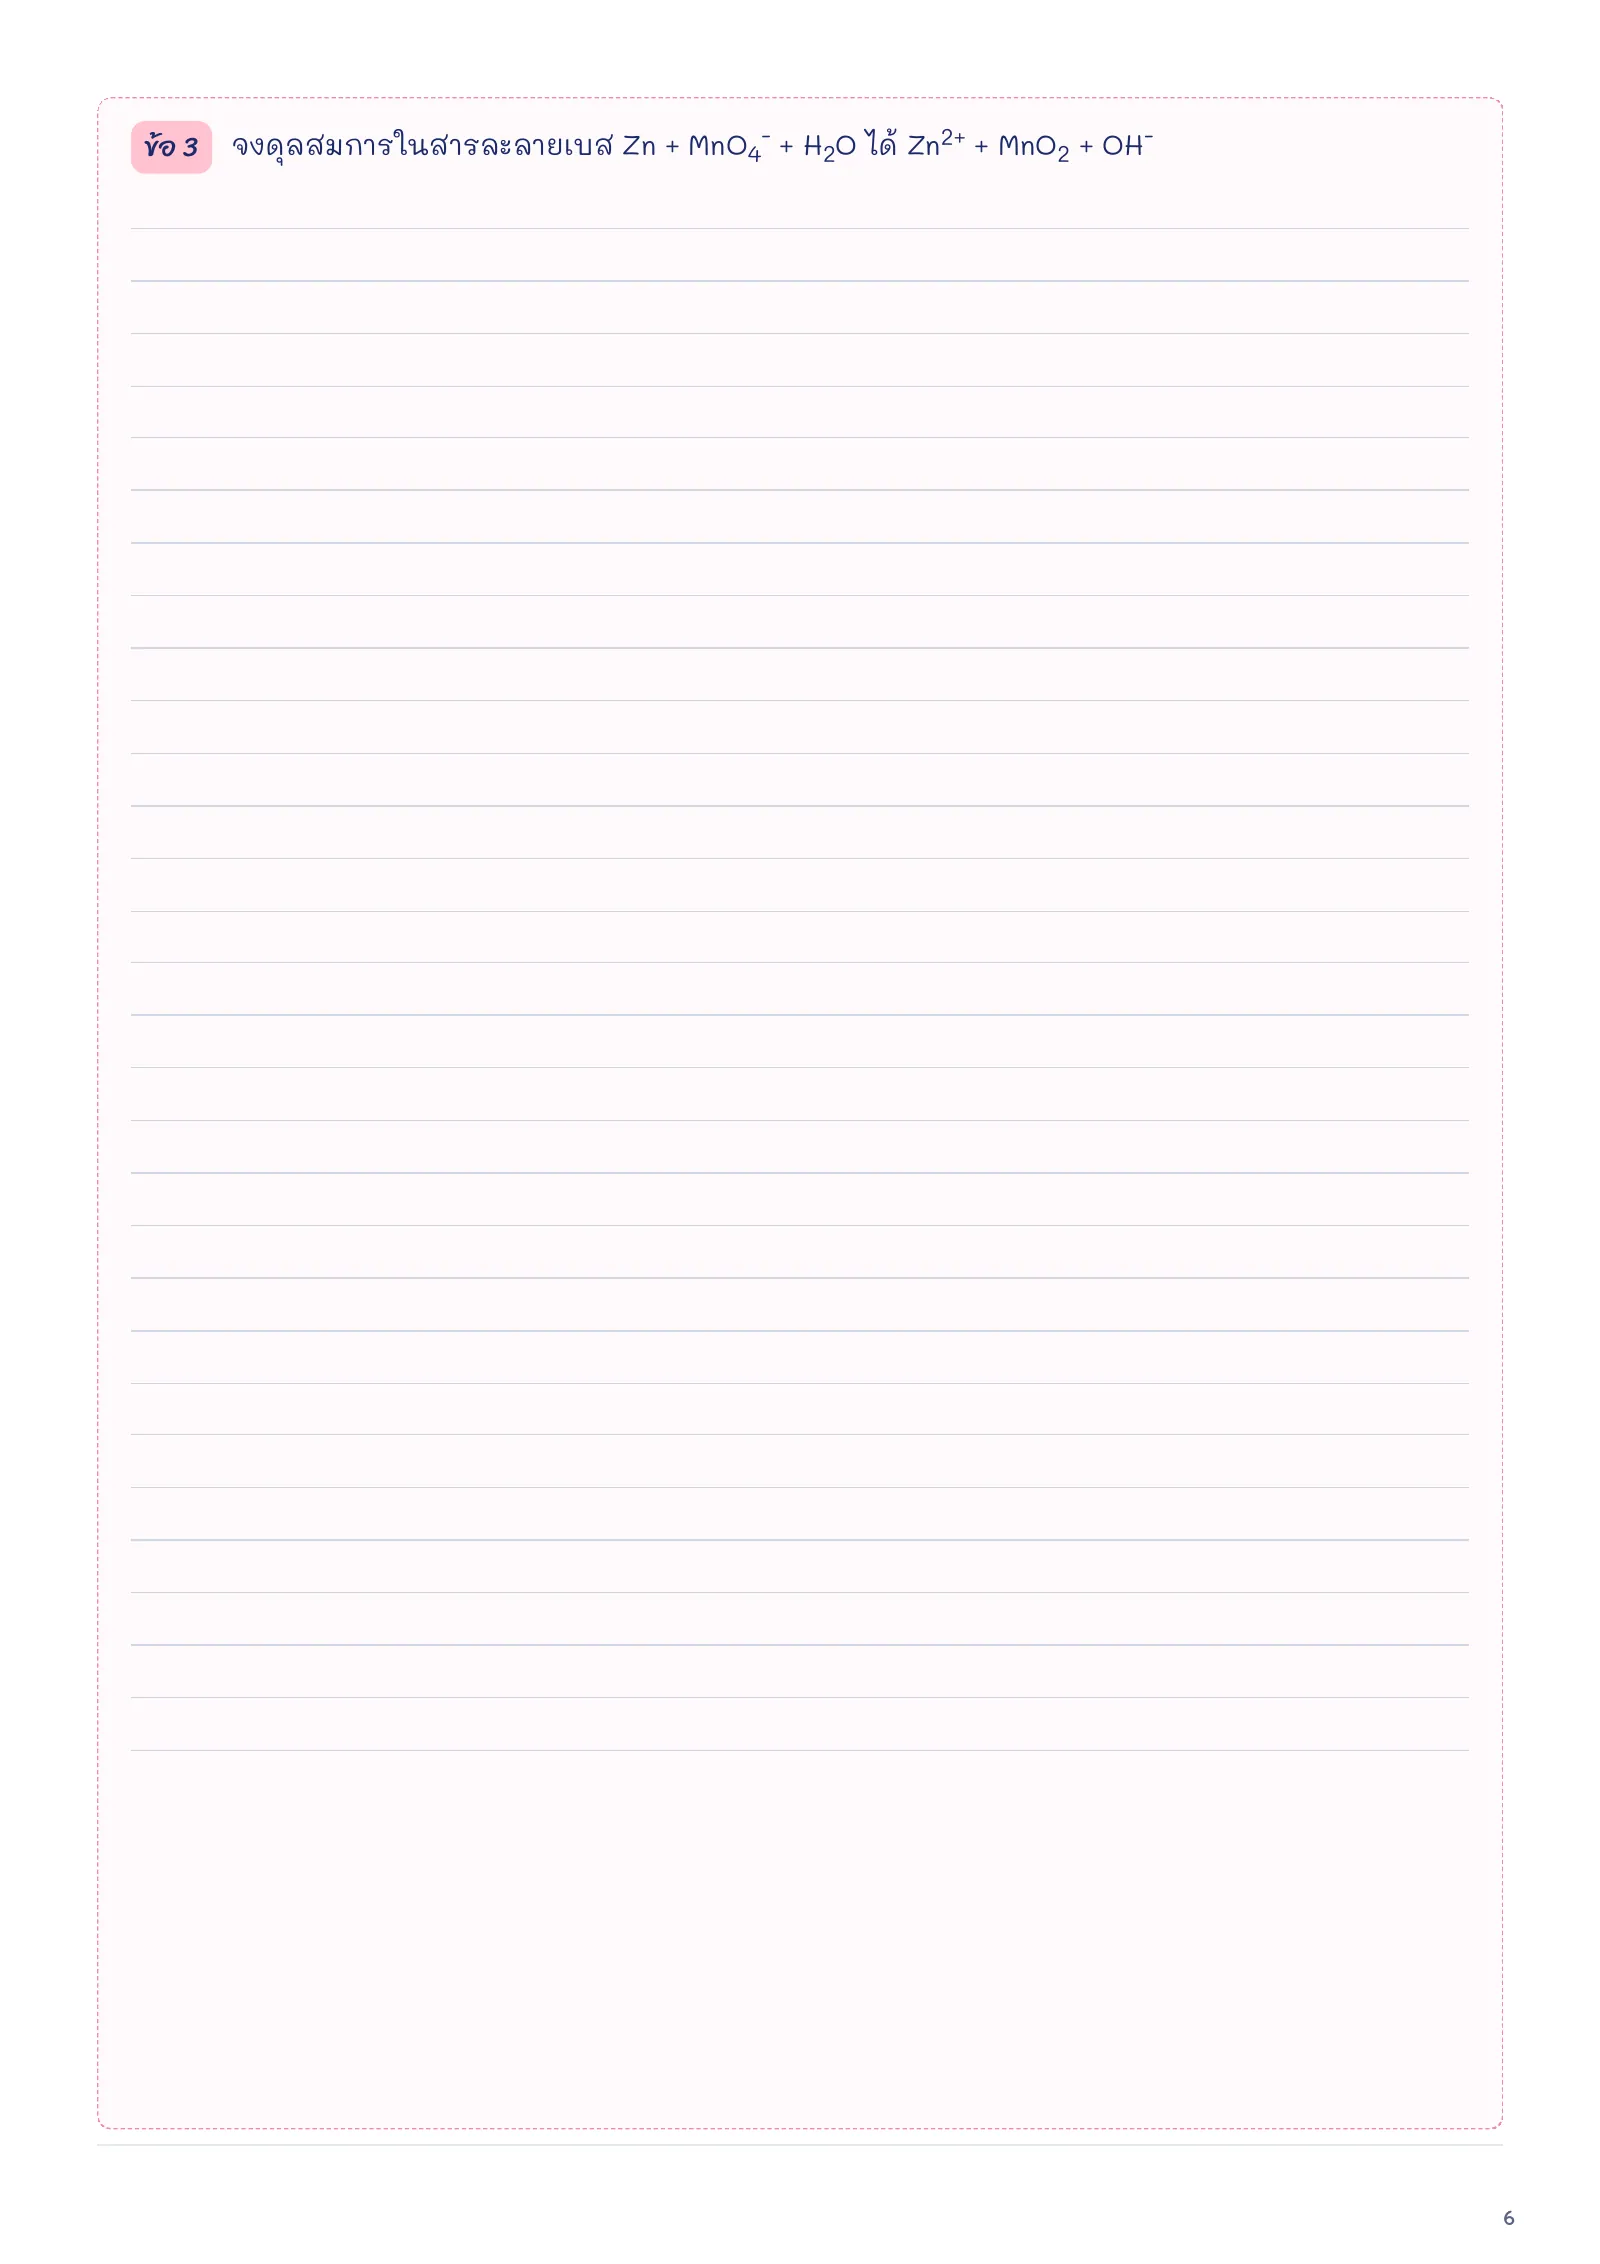 ข้อ 3 จงดุลสมการในสารละลายเบส Zn + MnO₄⁻ + H₂O ได้ Zn²⁺ + MnO₂ + OH⁻
6